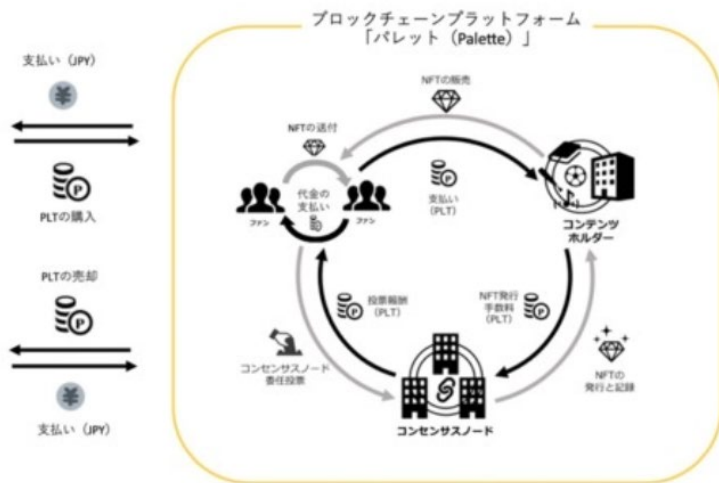 ブロックチェーンプラットフォーム
「パレット（Palette）」
支払い（JPY）
¥
P
PLTの購入
PLTの売却
P
¥
支払い（JPY）
NFTの販売
NFTの送付
代金の
支払い
P
ファン
ファン
P
支払い
(PLT)
コンテンツ
ホルダー
P
投票報酬
(PLT)
NFT発行
手数料
(PLT)
P
コンセンサスノード
委任投票
NFTの
発行と記録
コンセンサスノード